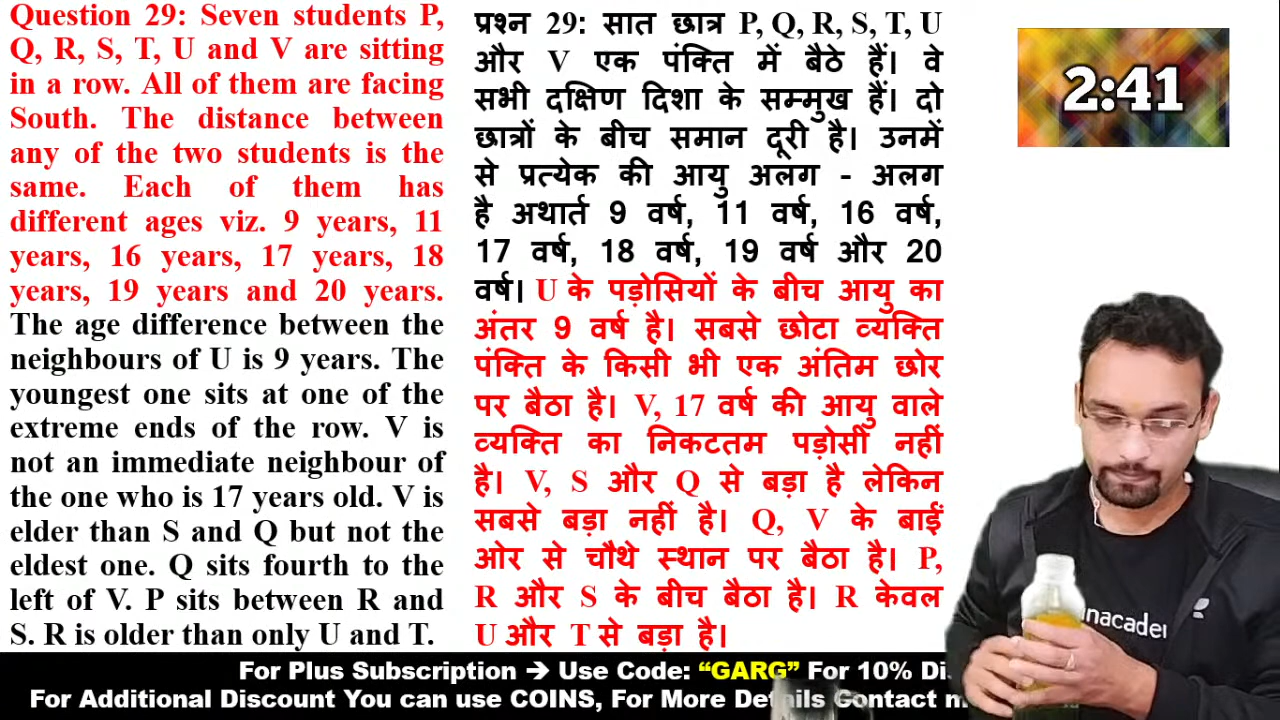 Question 29: Seven students P,
Q, R, S, T, U and V are sitting
in a row. All of them are facing
South. The distance between
any of the two students is the
same. Each of them has
different ages viz. 9 years, 11
years, 16 years, 17 years, 18
years, 19 years and 20 years.
The age difference between the
neighbours of U is 9 years. The
youngest one sits at one of the
extreme ends of the row. V is
not an immediate neighbour of
the one who is 17 years old. V is
elder than S and Q but not the
eldest one. Q sits fourth to the
left of V. P sits between R and
S. R is older than only U and T.
प्रश्न 29: सात छात्र P, Q, R, S, T, U
और V एक पंक्ति में बैठे हैं। वे
सभी दक्षिण दिशा के सम्मुख हैं। दो
छात्रों के बीच समान दूरी है। उनमें
से प्रत्येक की आयु अलग - अलग
है अथार्त 9 वर्ष, 11 वर्ष, 16 वर्ष,
17 वर्ष, 18 वर्ष, 19 वर्ष और 20
वर्ष। U के पड़ोसियों के बीच आयु का
अंतर 9 वर्ष है। सबसे छोटा व्यक्ति
पंक्ति के किसी भी एक अंतिम छोर
पर बैठा है। V, 17 वर्ष की आयु वाले
व्यक्ति का निकटतम पड़ोसी नहीं
है। V, S और Q से बड़ा है लेकिन
सबसे बड़ा नहीं है। Q, V के बाईं
ओर से चौथे स्थान पर बैठा है। P,
R और S के बीच बैठा है। R केवल
U और T से बड़ा है।
2:41
nacade
For Plus Subscription → Use Code: “GARG” For 10% Di
For Additional Discount You can use COINS, For More Details Contact m